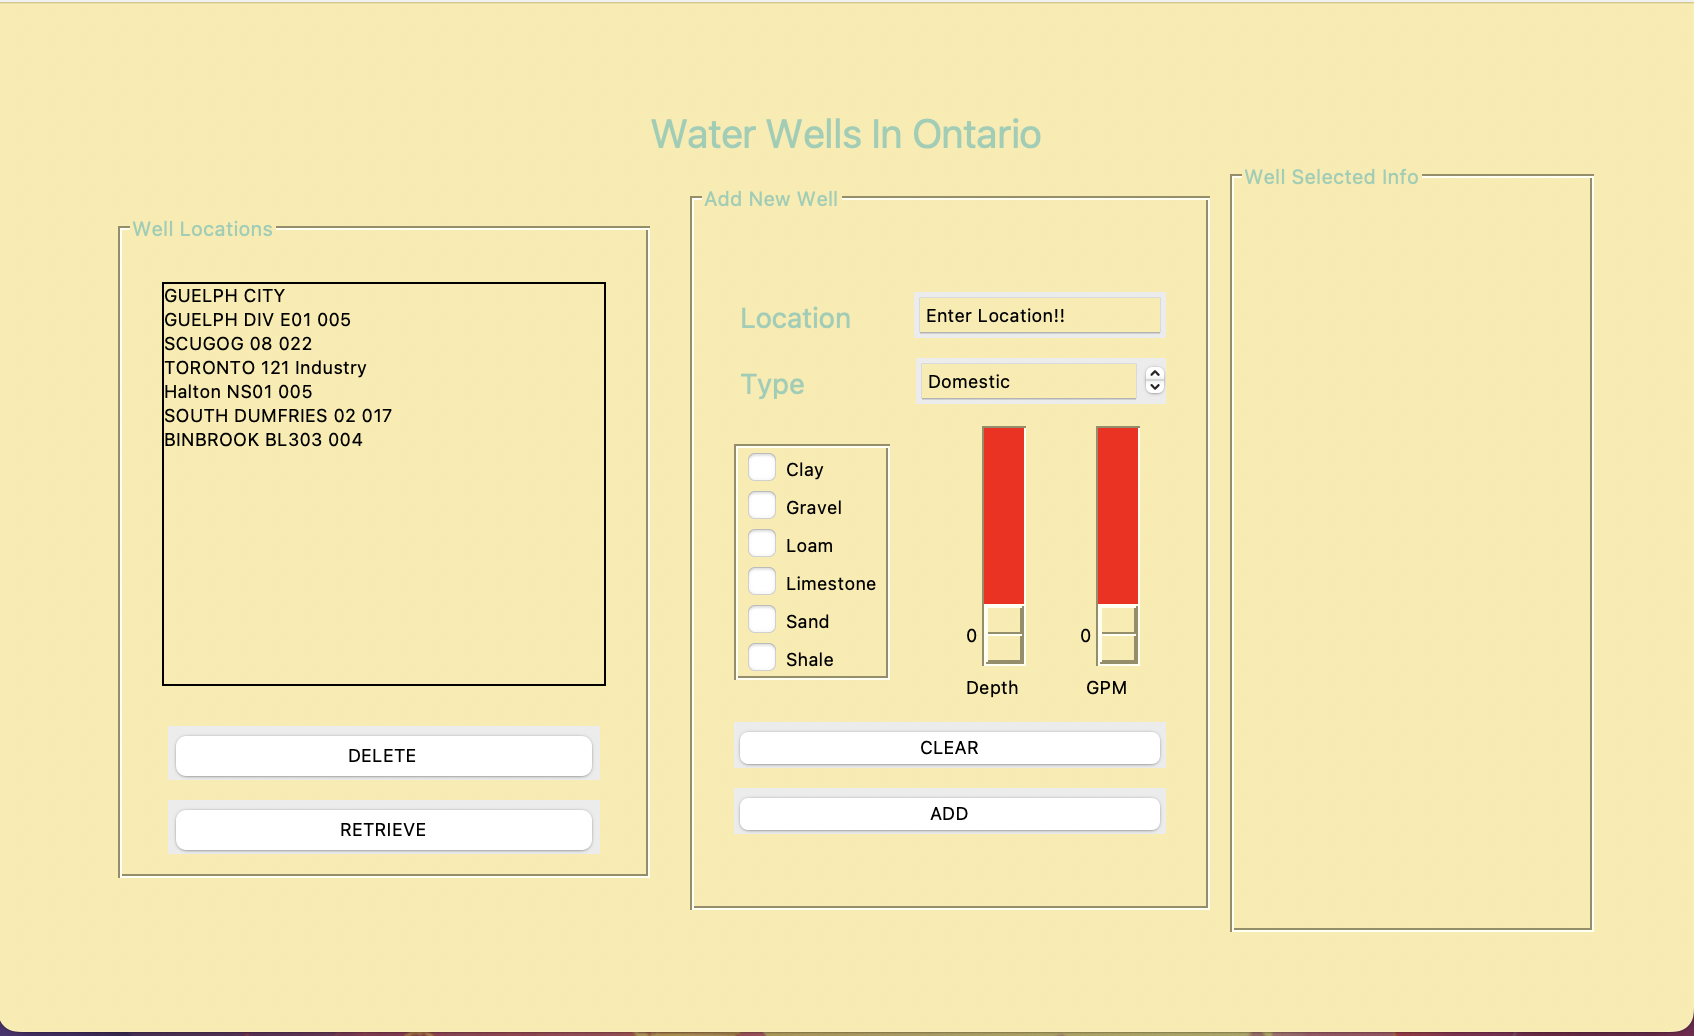 Water Wells In Ontario
Well Locations
GUELPH CITY
GUELPH DIV E01 005
SCUGOG 08 022
TORONTO 121 Industry
Halton NS01 005
SOUTH DUMFRIES 02 017
BINBROOK BL303 004
DELETE
RETRIEVE
Add New Well
Location
Enter Location!!
Type
Domestic
Clay
Gravel
Loam
Limestone
Sand
Shale
0
Depth
0
GPM
CLEAR
ADD
Well Selected Info